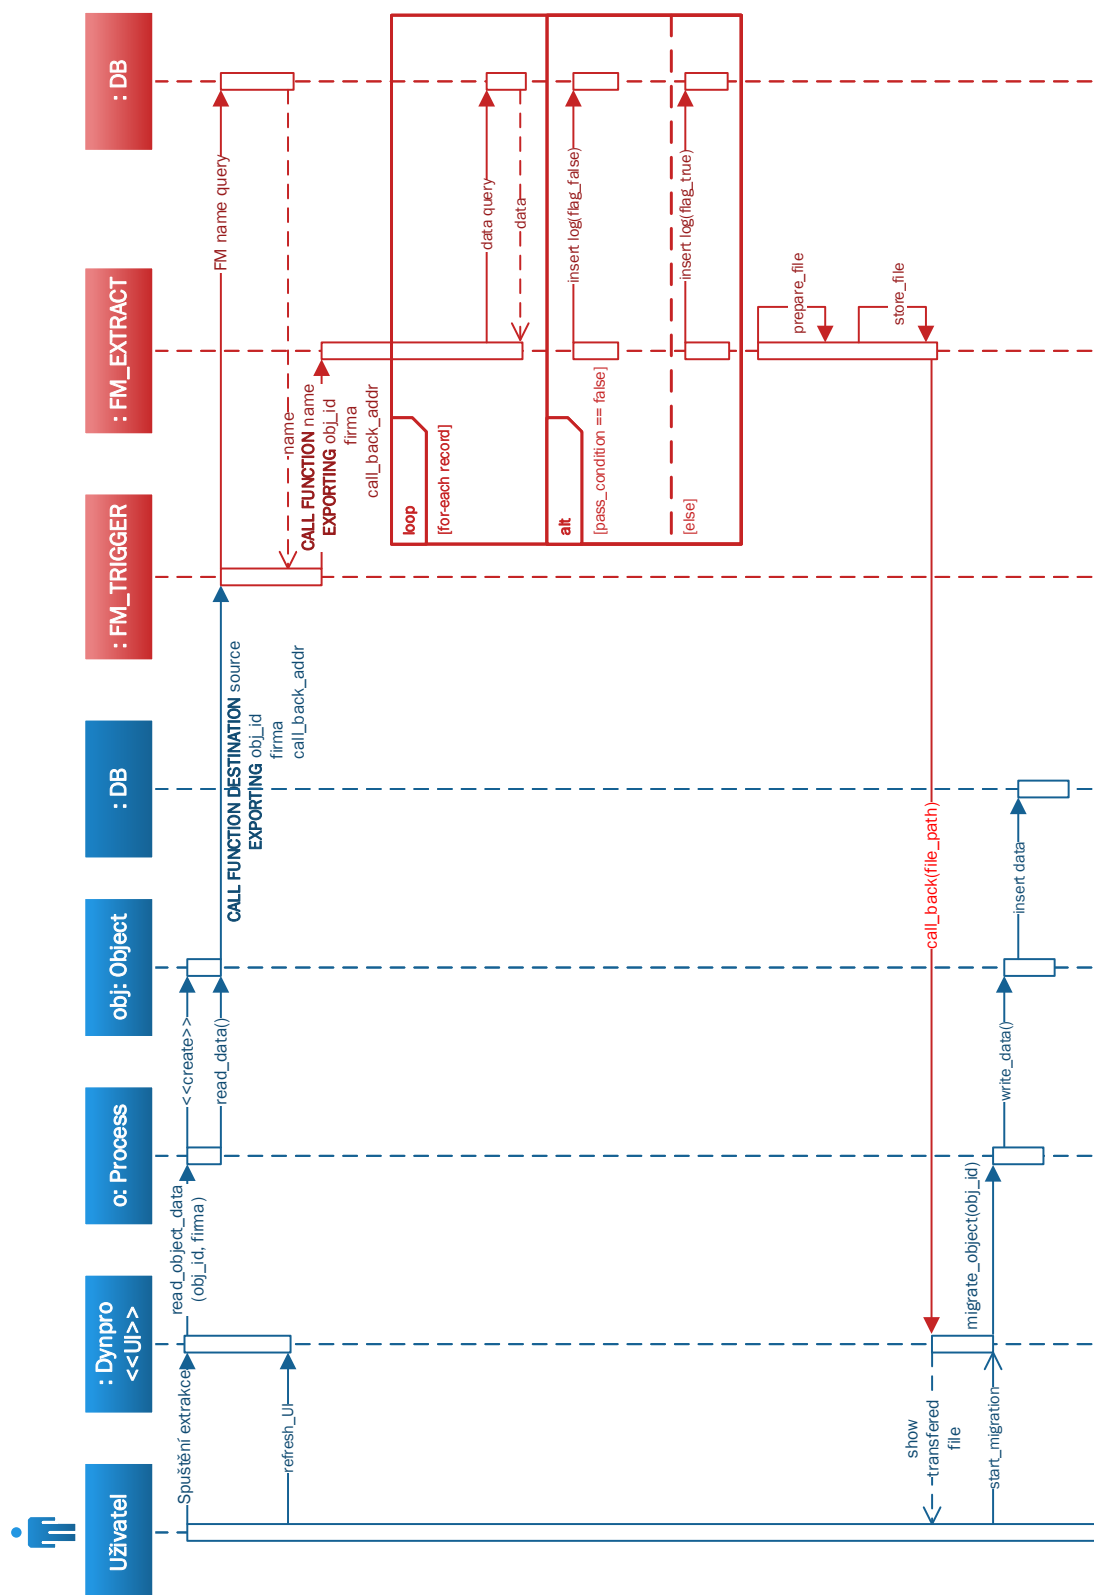 Uživatel
: Dynpro
<<UI>>
o: Process
obj: Object
: DB
: FM_TRIGGER
: FM_EXTRACT
: DB
Spuštění extrakce
read_object_data
(obj_id, firma)
<<create>>
read_data()
CALL FUNCTION DESTINATION source
EXPORTING obj_id
firma
call_back_addr
FM name query
refresh_UI
name
CALL FUNCTION name
EXPORTING obj_id
firma
call_back_addr
loop
[for-each record]
data query
data
alt
[pass_condition == false]
insert log(flag_false)
[else]
insert log(flag_true)
prepare_file
store_file
call_back(file_path)
show
transfered
file
start_migration
migrate_object(obj_id)
write_data()
insert data